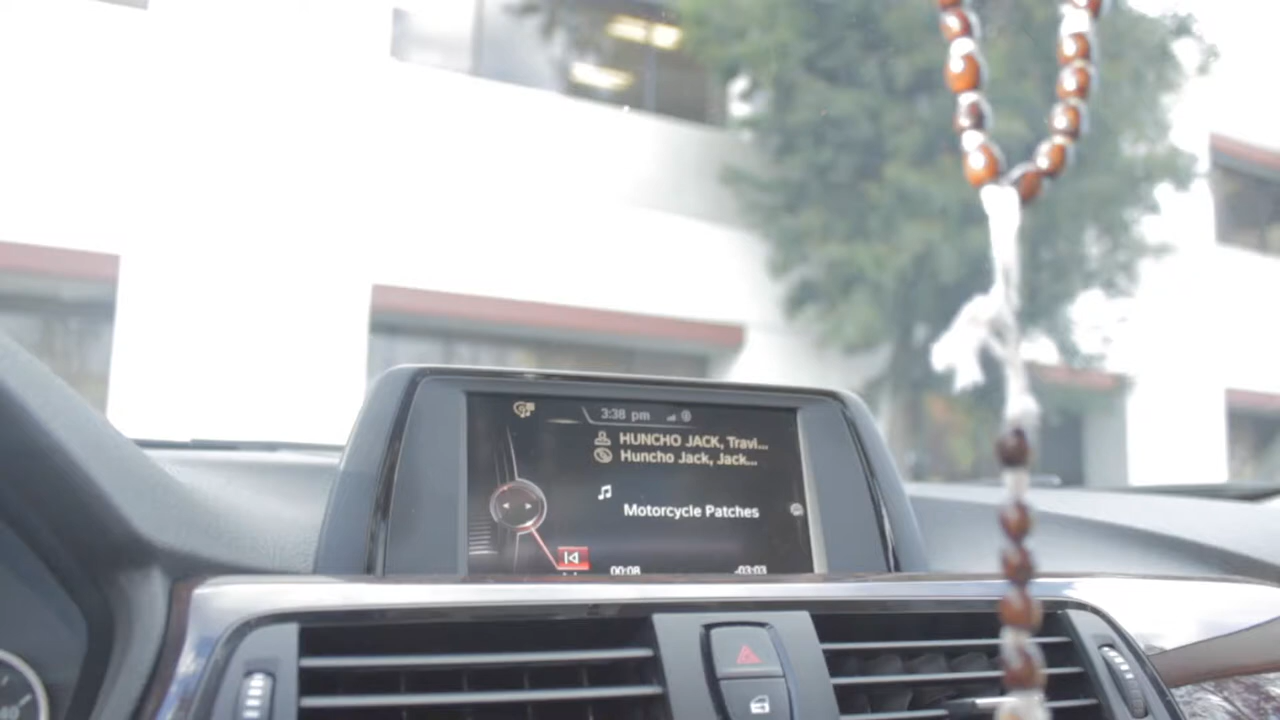 3:38 pm
HUNCHO JACK, Travi...
Huncho Jack, Jack...
Motorcycle Patches
00:08 -03:03